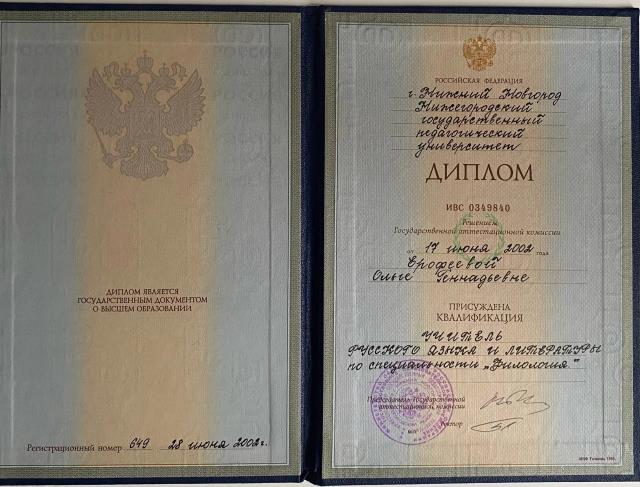 ДИПЛОМ ЯВЛЯЕТСЯ
ГОСУДАРСТВЕННЫМ ДОКУМЕНТОМ
О ВЫСШЕМ ОБРАЗОВАНИИ
Регистрационный номер 649 28 июня 2002г.
РОССИЙСКАЯ ФЕДЕРАЦИЯ
г. Нижний Новгород
Нижегородский
государственный
педагогический
университет
ДИПЛОМ
ИВС 0349840
Решением
Государственной аттестационной комиссии
от 17 июня 2002 года
Ерофеевой
Ольге Геннадьевне
ПРИСУЖДЕНА
КВАЛИФИКАЦИЯ
УЧИТЕЛЬ
РУССКОГО ЯЗЫКА И ЛИТЕРАТУРЫ
по специальности „Филология"
Председатель Государственной
аттестационной комиссии
Ректор